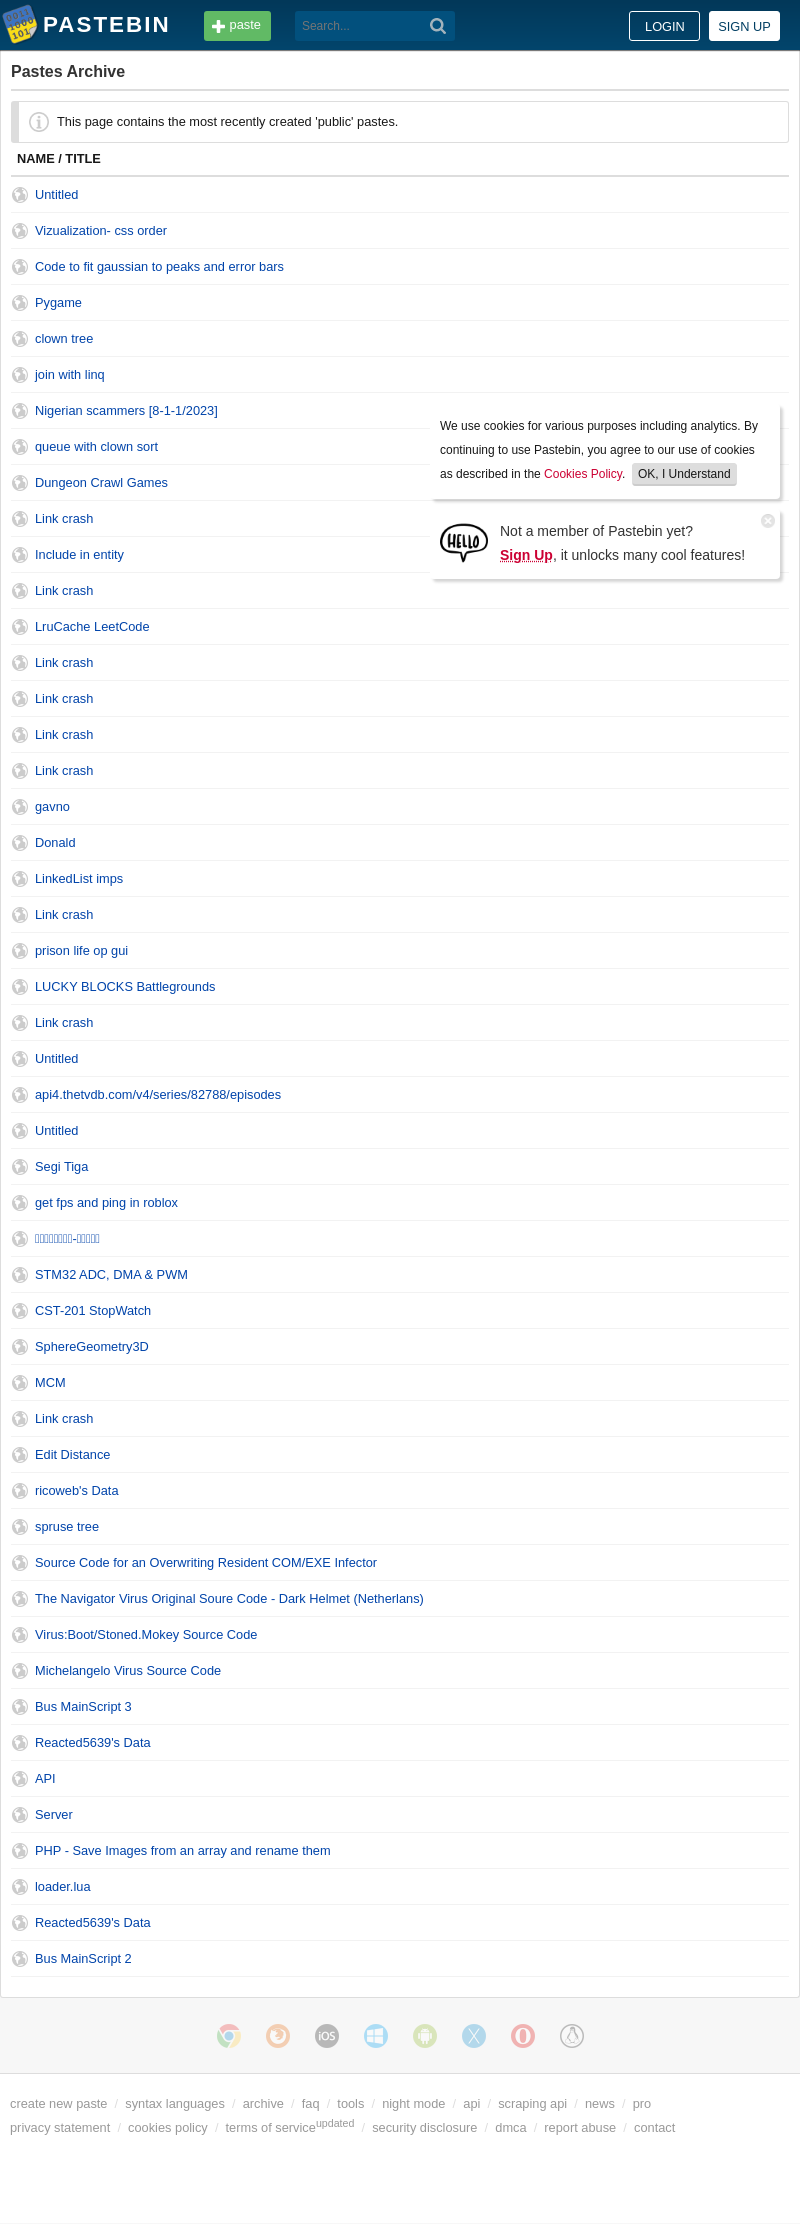 PASTEBIN
paste
Search...
LOGIN
SIGN UP
Pastes Archive
This page contains the most recently created 'public' pastes.
NAME / TITLE
Untitled
Vizualization- css order
Code to fit gaussian to peaks and error bars
Pygame
clown tree
join with linq
Nigerian scammers [8-1-1/2023]
queue with clown sort
Dungeon Crawl Games
Link crash
Include in entity
Link crash
LruCache LeetCode
Link crash
Link crash
Link crash
Link crash
gavno
Donald
LinkedList imps
Link crash
prison life op gui
LUCKY BLOCKS Battlegrounds
Link crash
Untitled
api4.thetvdb.com/v4/series/82788/episodes
Untitled
Segi Tiga
get fps and ping in roblox
STM32 ADC, DMA & PWM
CST-201 StopWatch
SphereGeometry3D
MCM
Link crash
Edit Distance
ricoweb's Data
spruse tree
Source Code for an Overwriting Resident COM/EXE Infector
The Navigator Virus Original Soure Code - Dark Helmet (Netherlans)
Virus:Boot/Stoned.Mokey Source Code
Michelangelo Virus Source Code
Bus MainScript 3
Reacted5639's Data
API
Server
PHP - Save Images from an array and rename them
loader.lua
Reacted5639's Data
Bus MainScript 2
We use cookies for various purposes including analytics. By
continuing to use Pastebin, you agree to our use of cookies
as described in the Cookies Policy. OK, I Understand
HELLO
Not a member of Pastebin yet?
Sign Up, it unlocks many cool features!
iOS
create new paste / syntax languages / archive / faq / tools / night mode / api / scraping api / news / pro
privacy statement / cookies policy / terms of service updated / security disclosure / dmca / report abuse / contact